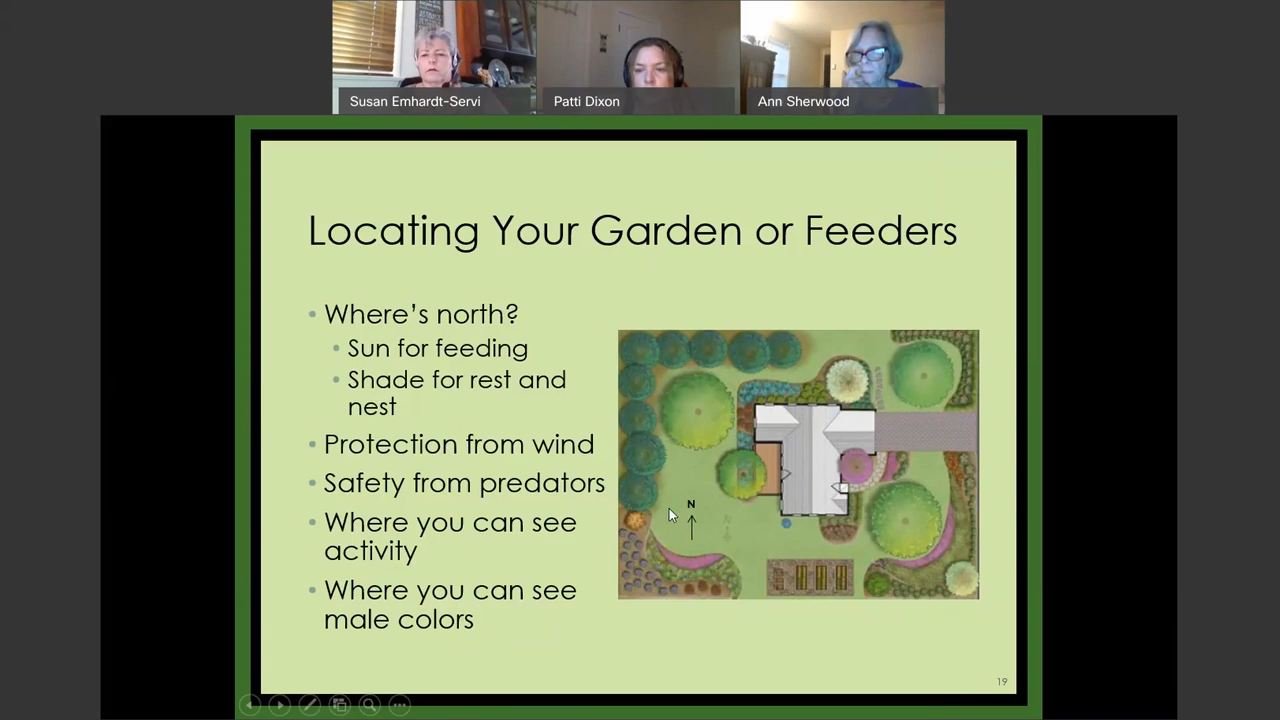 Susan Emhardt-Servi
Patti Dixon
Ann Sherwood
Locating Your Garden or Feeders
• Where's north?
• Sun for feeding
• Shade for rest and
nest
• Protection from wind
• Safety from predators
• Where you can see
activity
• Where you can see
male colors
N
19